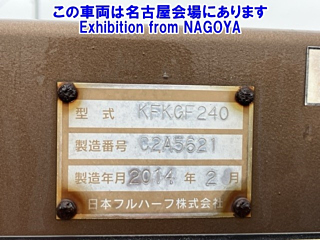 この車両は名古屋会場にあります
Exhibition from NAGOYA
型式 KFKGF240
製造番号 G2A5621
製造年月 2014 年 2 月
日本フルハーフ株式会社